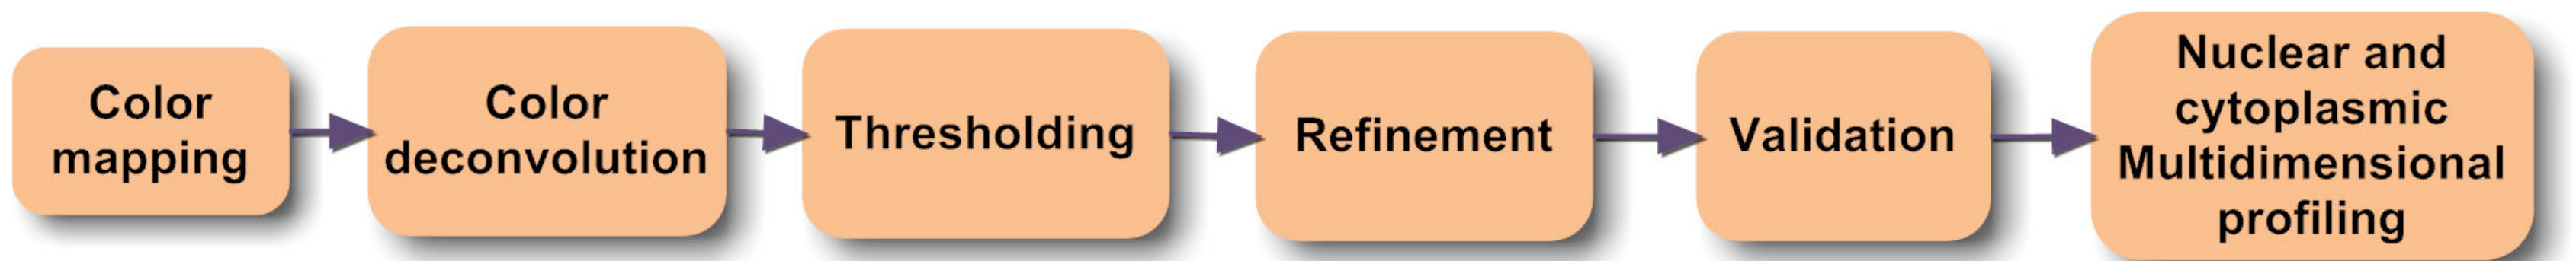 Color
mapping
Color
deconvolution
Thresholding
Refinement
Validation
Nuclear and
cytoplasmic
Multidimensional
profiling